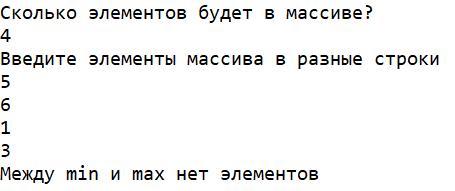 Сколько элементов будет в массиве?
4
Введите элементы массива в разные строки
5
6
1
3
Между min и max нет элементов